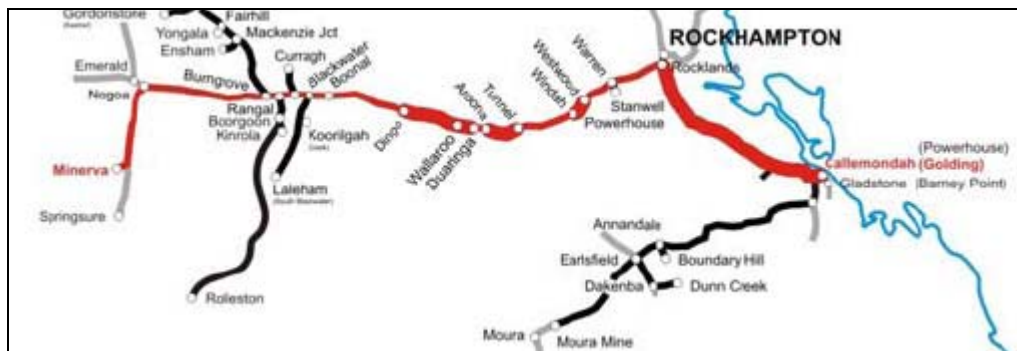 Gordonstone
Fairhill
Yongala
Mackenzie Jct
Ensham
Curragh
Emerald
Burngrove
Blackwater
Boonal
Nogoa
Rangal
Boorgoon
Kinrola
Koorilgah
Laleham
(South Blackwater)
Minerva
Springsure
Rolleston
Dingo
Wallaroo
Duaringa
Aroona
Tunnel
Windah
Westwood
Warren
ROCKHAMPTON
Rocklands
Stanwell
Powerhouse
(Powerhouse)
Callemondah (Golding)
Gladstone (Barney Point)
Annandale
Earlsfield
Boundary Hill
Dakenba
Dunn Creek
Moura
Moura Mine